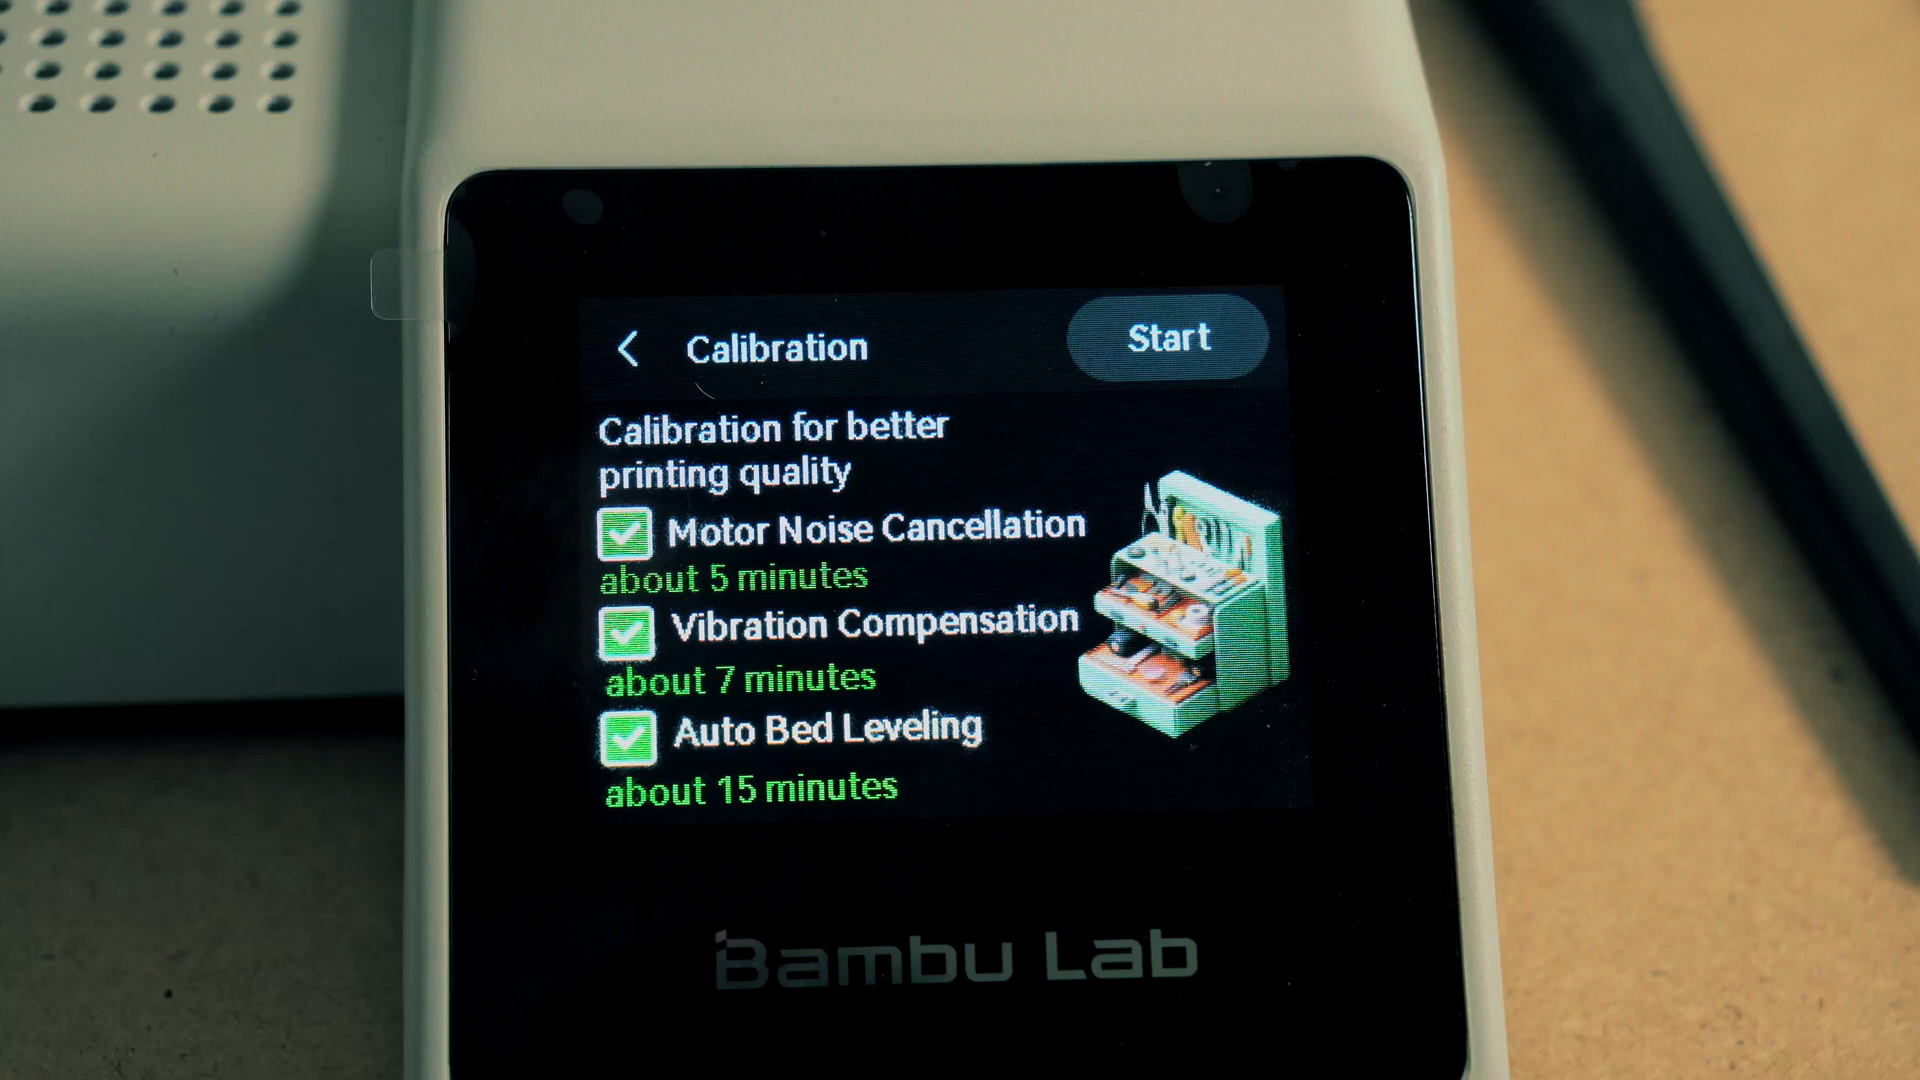 Calibration
Start
Calibration for better
printing quality
Motor Noise Cancellation
about 5 minutes
Vibration Compensation
about 7 minutes
Auto Bed Leveling
about 15 minutes
Bambu Lab